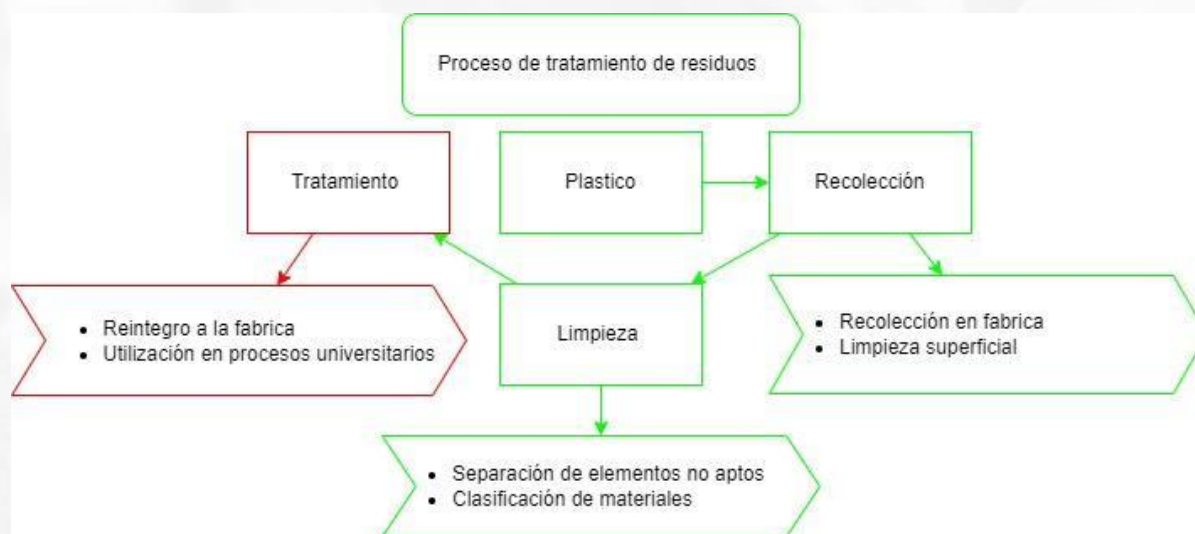 Proceso de tratamiento de residuos
Tratamiento
Plastico
Recolección
Limpieza
• Reintegro a la fabrica
• Utilización en procesos universitarios
• Recolección en fabrica
• Limpieza superficial
• Separación de elementos no aptos
• Clasificación de materiales